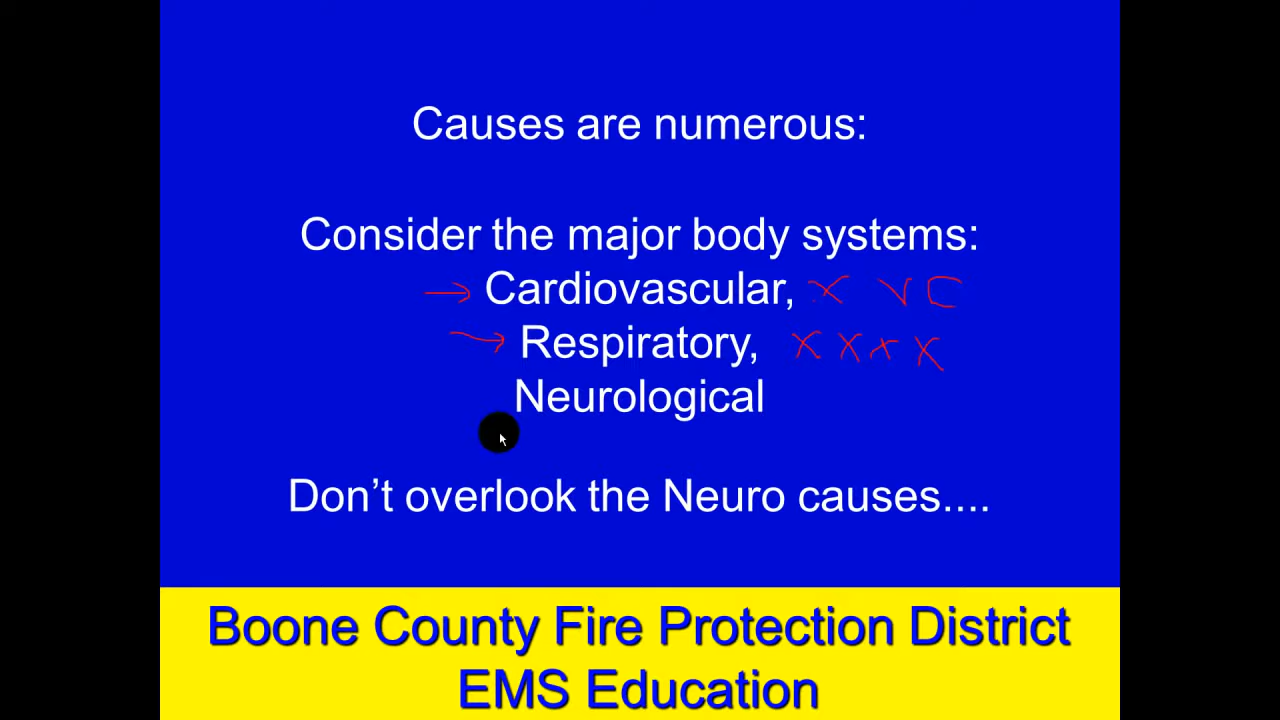 Causes are numerous:
Consider the major body systems:
→ Cardiovascular, X V C
→ Respiratory, X X X X
Neurological
Don’t overlook the Neuro causes....
Boone County Fire Protection District
EMS Education